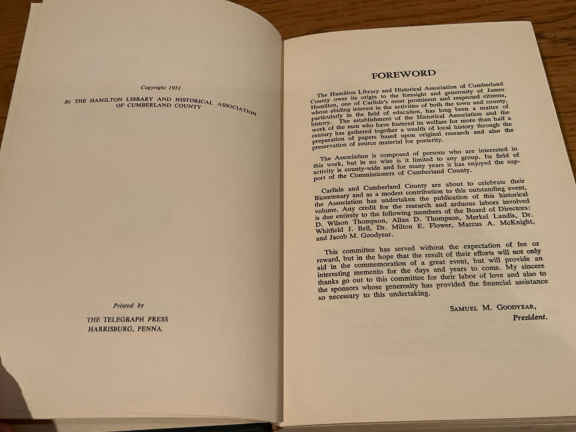 Copyright 1951
By THE HAMILTON LIBRARY AND HISTORICAL ASSOCIATION
OF CUMBERLAND COUNTY
Printed by
THE TELEGRAPH PRESS
HARRISBURG, PENNA.
FOREWORD
The Hamilton Library and Historical Association of Cumberland
County owes its origin to the foresight and generosity of James
Hamilton, one of Carlisle's most prominent and respected citizens,
whose abiding interest in the activities of both the town and county,
particularly in the field of education, has long been a matter of
history. The establishment of the Historical Association and the
work of the men who have fostered its welfare for more than half a
century has gathered together a wealth of local history through the
preparation of papers based upon original research and also the
preservation of source material for posterity.
The Association is composed of persons who are interested in
this work, but in no wise is it limited to any group. Its field of
activity is county-wide and for many years it has enjoyed the sup-
port of the Commissioners of Cumberland County.
Carlisle and Cumberland County are about to celebrate their
Bicentenary and as a modest contribution to this outstanding event,
the Association has undertaken the publication of this historical
volume. Any credit for the research and arduous labors involved
is due entirely to the following members of the Board of Directors:
D. Wilson Thompson, Allan D. Thompson, Merkel Landis, Dr.
Whitfield J. Bell, Dr. Milton E. Flower, Marcus A. McKnight,
and Jacob M. Goodyear.
This committee has served without the expectation of fee or
reward, but in the hope that the result of their efforts will not only
aid in the commemoration of a great event, but will provide an
interesting memento for the days and years to come. My sincere
thanks go out to this committee for their labor of love and also to
the sponsors whose generosity has provided the financial assistance
so necessary to this undertaking.
SAMUEL M. GOODYEAR,
President.